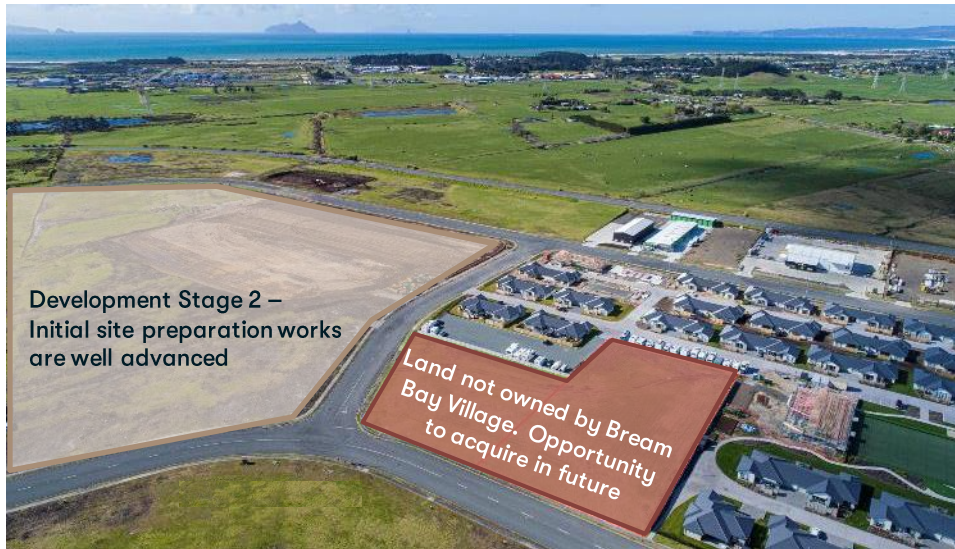 Development Stage 2 –
Initial site preparation works
are well advanced
Land not owned by Bream
Bay Village. Opportunity
to acquire in future